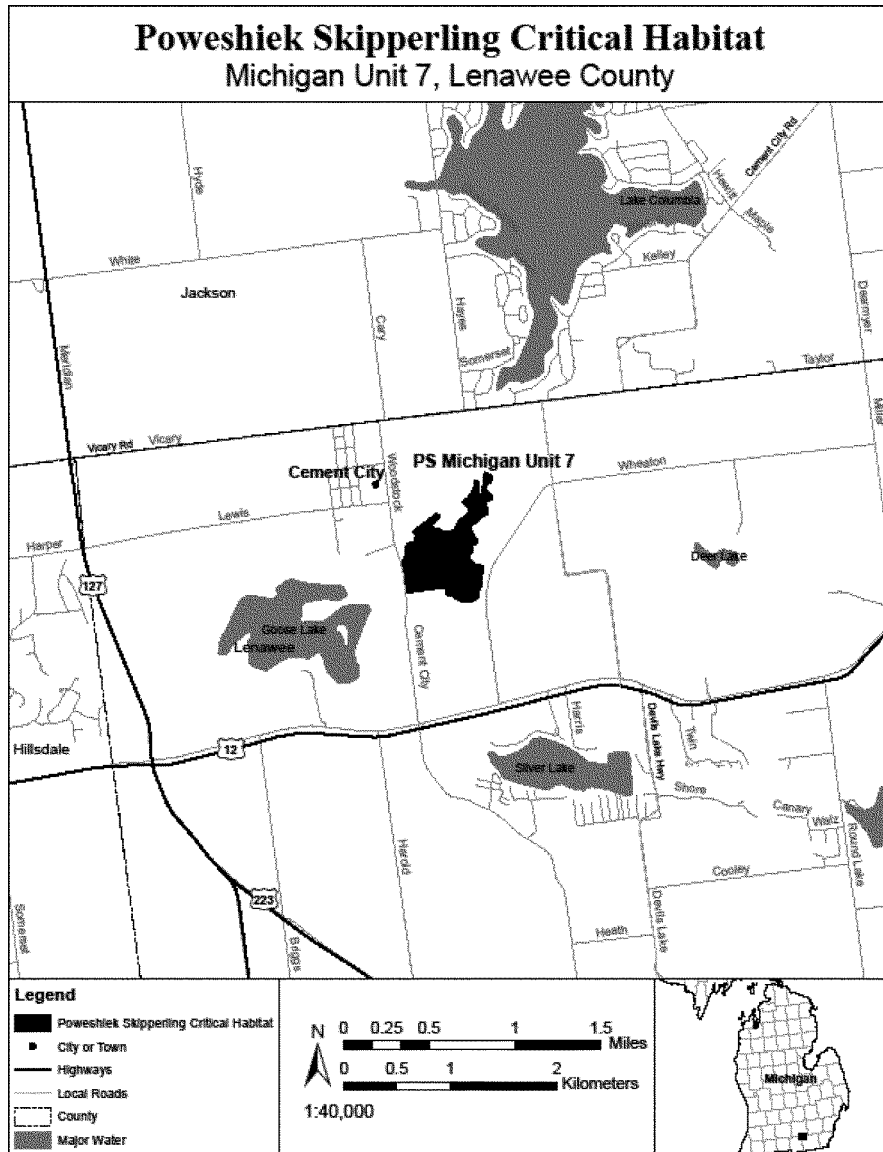 Poweshiek Skipperling Critical Habitat
Michigan Unit 7, Lenawee County
Hyde
Cement City Rd
Hewitt
Maple
Lake Columbia
White
Kelley
Jackson
Cary
Hayes
Dearmyer
Meridian
Somerset
Taylor
Miller
Vicary Rd
Vicary
Cement City
Woodstock
PS Michigan Unit 7
Wheaton
Lewis
Harper
Deer Lake
127
Goose Lake
Lenawee
Cement City
Hillsdale
12
Harris
Devils Lake Hwy
Twin
Silver Lake
Shore
Canary
Waltz
Round Lake
Harold
Cooley
223
Somerset
Briggs
Heath
Devils Lake
Legend
Poweshiek Skipperling Critical Habitat
City or Town
Highways
Local Roads
County
Major Water
N
0 0.25 0.5 1 1.5
Miles
0 0.5 1 2
Kilometers
1:40,000
Michigan